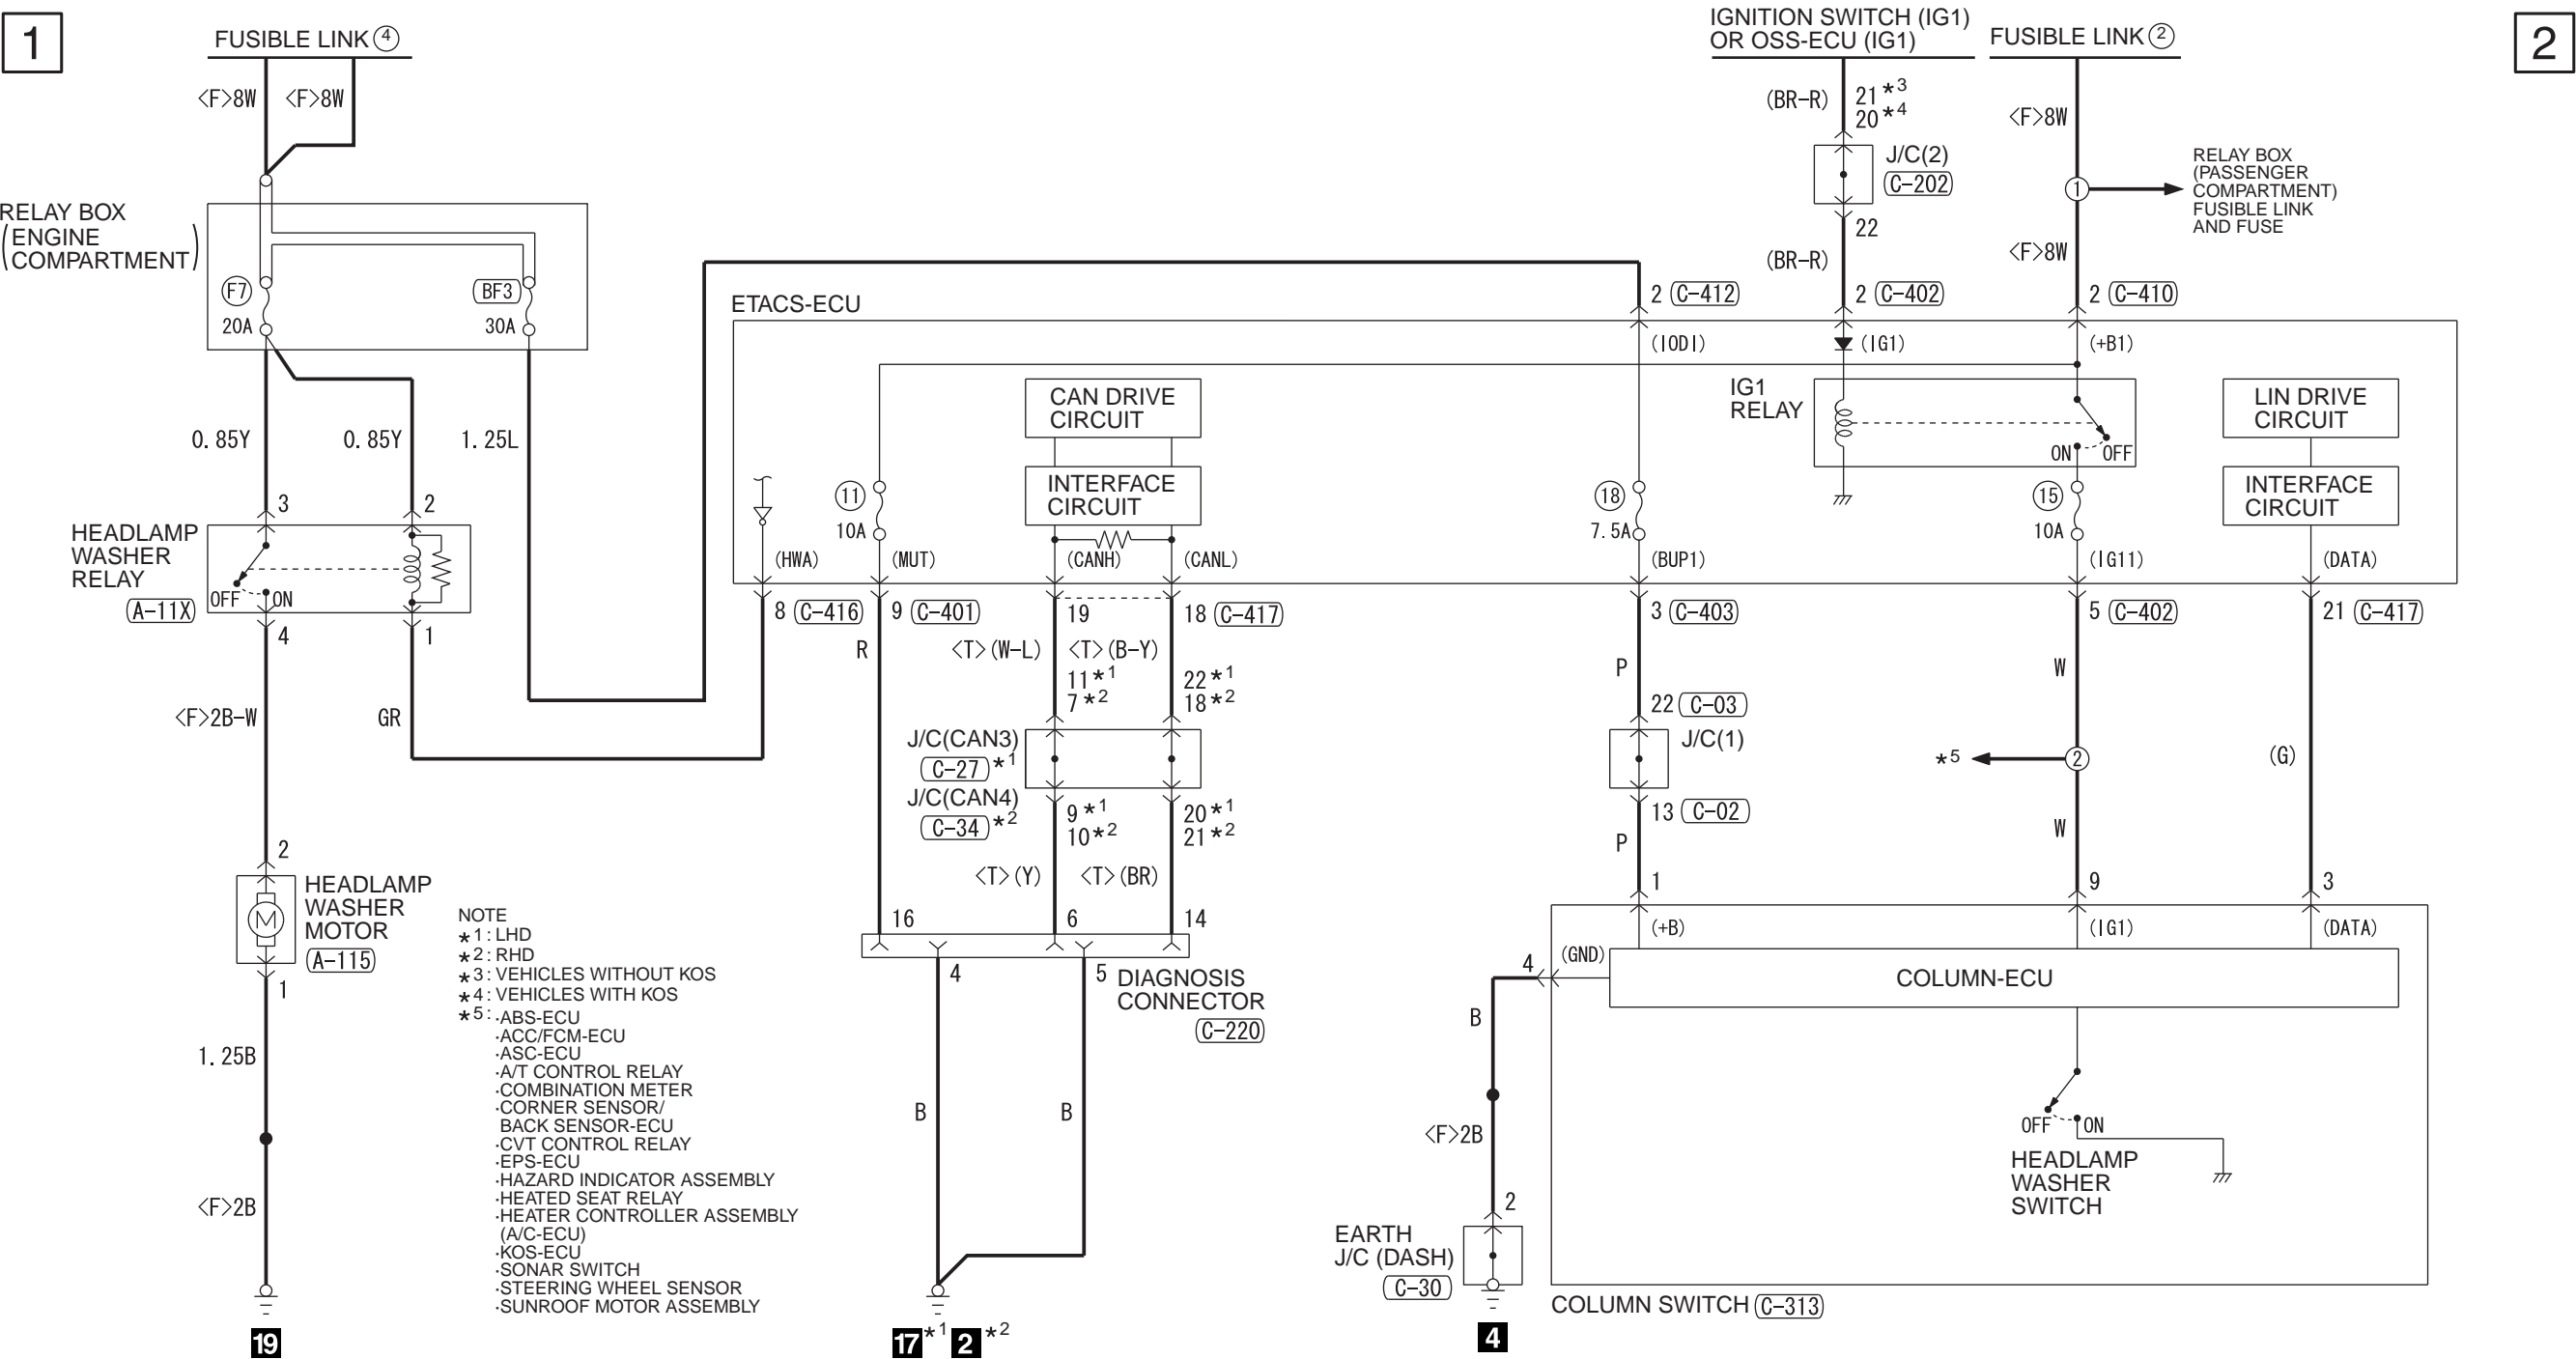 1
FUSIBLE LINK 4
IGNITION SWITCH (IG1)
OR OSS-ECU (IG1)
FUSIBLE LINK 2
2
<F>8W <F>8W
(BR-R)
21 *3
20 *4
<F>8W
J/C(2)
C-202
22
(BR-R)
1
RELAY BOX
(PASSENGER
COMPARTMENT)
FUSIBLE LINK
AND FUSE
<F>8W
RELAY BOX
(ENGINE
COMPARTMENT)
F7
20A
BF3
30A
ETACS-ECU
2 C-412
2 C-402
2 C-410
(IODI)
(IG1)
(+B1)
CAN DRIVE
CIRCUIT
IG1
RELAY
ON OFF
LIN DRIVE
CIRCUIT
0.85Y 0.85Y 1.25L
INTERFACE
CIRCUIT
INTERFACE
CIRCUIT
11
10A
18
7.5A
15
10A
3 2
HEADLAMP
WASHER
RELAY
A-11X
OFF ON
4 1
(HWA) (MUT) (CANH) (CANL) (BUP1) (IG11) (DATA)
8 C-416
9 C-401
19
18 C-417
3 C-403
5 C-402
21 C-417
R
<T>(W-L) <T>(B-Y)
11*1
7*2
22*1
18*2
P
W
<F>2B-W GR
J/C(CAN3)
C-27 *1
J/C(CAN4)
C-34 *2
22 C-03
J/C(1)
13 C-02
*5
2
(G)
9*1
10*2
20*1
21*2
P
W
<T>(Y) <T>(BR)
2
HEADLAMP
WASHER
MOTOR
A-115
M
1
16 6 14
4 5
DIAGNOSIS
CONNECTOR
C-220
1 9 3
(+B) (IG1) (DATA)
4
(GND)
COLUMN-ECU
NOTE
*1: LHD
*2: RHD
*3: VEHICLES WITHOUT KOS
*4: VEHICLES WITH KOS
*5: ·ABS-ECU
·ACC/FCM-ECU
·ASC-ECU
·A/T CONTROL RELAY
·COMBINATION METER
·CORNER SENSOR/
BACK SENSOR-ECU
·CVT CONTROL RELAY
·EPS-ECU
·HAZARD INDICATOR ASSEMBLY
·HEATED SEAT RELAY
·HEATER CONTROLLER ASSEMBLY
(A/C-ECU)
·KOS-ECU
·SONAR SWITCH
·STEERING WHEEL SENSOR
·SUNROOF MOTOR ASSEMBLY
1.25B
<F>2B
19
B B
17*1 2*2
B
<F>2B
2
EARTH
J/C (DASH)
C-30
4
OFF ON
HEADLAMP
WASHER
SWITCH
COLUMN SWITCH C-313